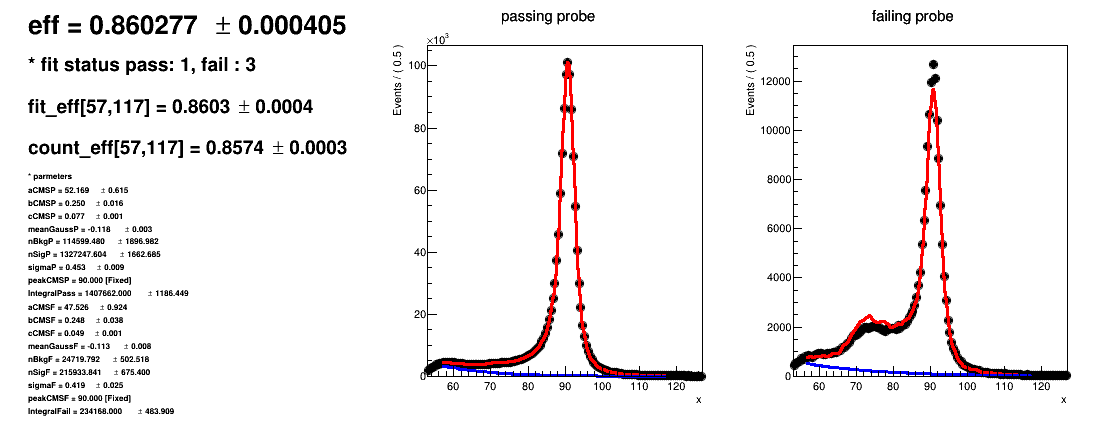 eff = 0.860277 ± 0.000405
* fit status pass: 1, fail : 3
fit_eff[57,117] = 0.8603 ± 0.0004
count_eff[57,117] = 0.8574 ± 0.0003
* parmeters
aCMSP = 52.169 ± 0.615
bCMSP = 0.250 ± 0.016
cCMSP = 0.077 ± 0.001
meanGaussP = -0.118 ± 0.003
nBkgP = 114599.480 ± 1896.982
nSigP = 1327247.604 ± 1662.685
sigmaP = 0.453 ± 0.009
peakCMSP = 90.000 [Fixed]
IntegralPass = 1407662.000 ± 1186.449
aCMSF = 47.526 ± 0.924
bCMSF = 0.248 ± 0.038
cCMSF = 0.049 ± 0.001
meanGaussF = -0.113 ± 0.008
nBkgF = 24719.792 ± 502.518
nSigF = 215933.841 ± 675.400
sigmaF = 0.419 ± 0.025
peakCMSF = 90.000 [Fixed]
IntegralFail = 234168.000 ± 483.909
passing probe
×10³
Events / ( 0.5 )
100
80
60
40
20
0
60 70 80 90 100 110 120
x
failing probe
Events / ( 0.5 )
12000
10000
8000
6000
4000
2000
0
60 70 80 90 100 110 120
x